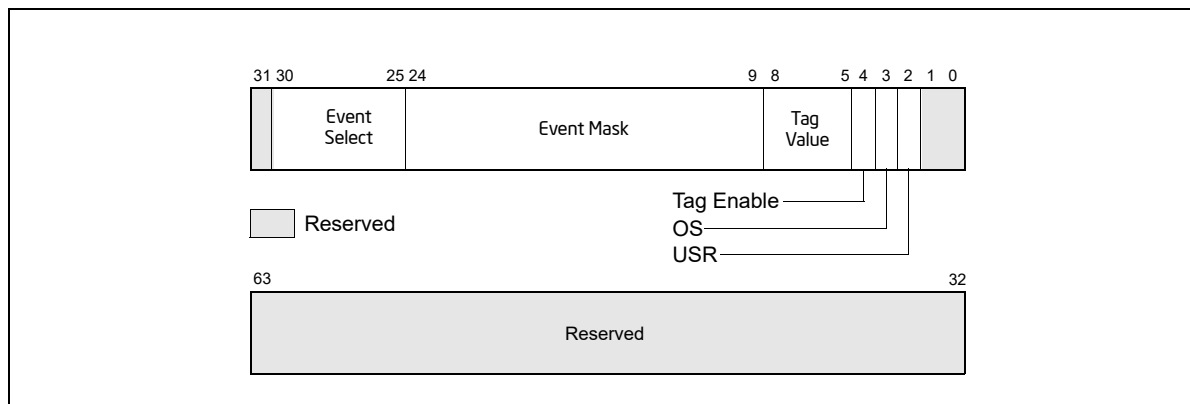 31 30 25 24 9 8 5 4 3 2 1 0
Event
Select
Event Mask
Tag
Value
Tag Enable
OS
USR
Reserved
63 32
Reserved